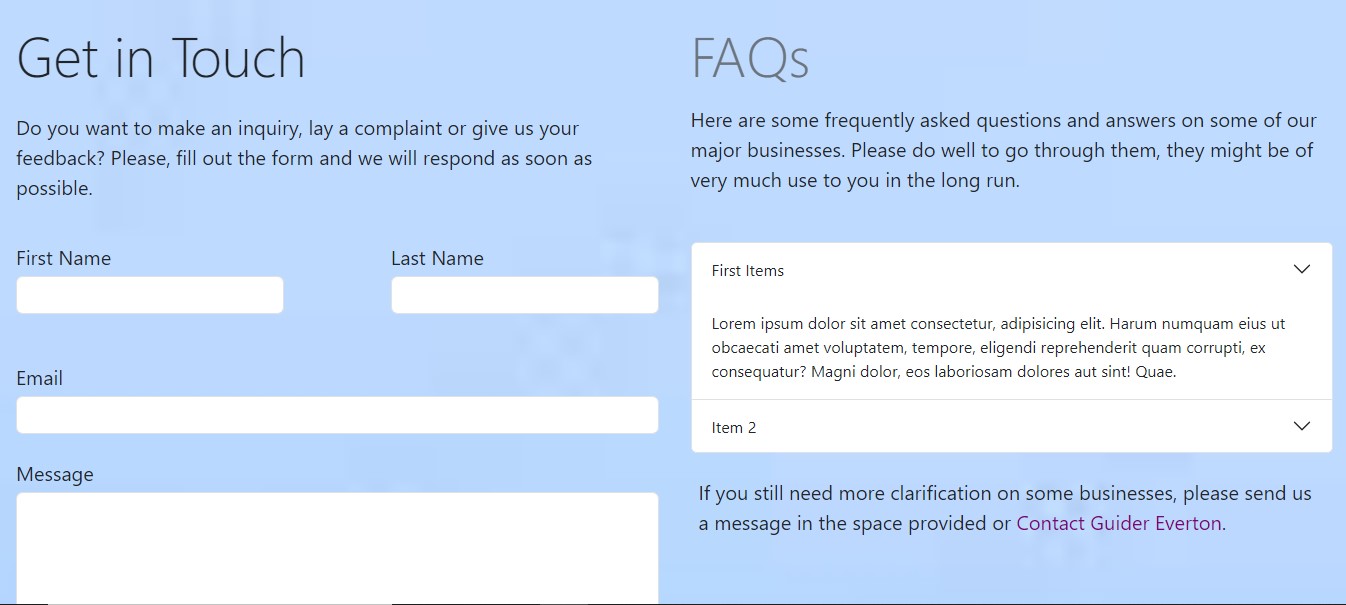 Get in Touch
Do you want to make an inquiry, lay a complaint or give us your
feedback? Please, fill out the form and we will respond as soon as
possible.
First Name
Last Name
Email
Message
FAQs
Here are some frequently asked questions and answers on some of our
major businesses. Please do well to go through them, they might be of
very much use to you in the long run.
First Items
Lorem ipsum dolor sit amet consectetur, adipisicing elit. Harum numquam eius ut
obcaecati amet voluptatem, tempore, eligendi reprehenderit quam corrupti, ex
consequatur? Magni dolor, eos laboriosam dolores aut sint! Quae.
Item 2
If you still need more clarification on some businesses, please send us
a message in the space provided or Contact Guider Everton.